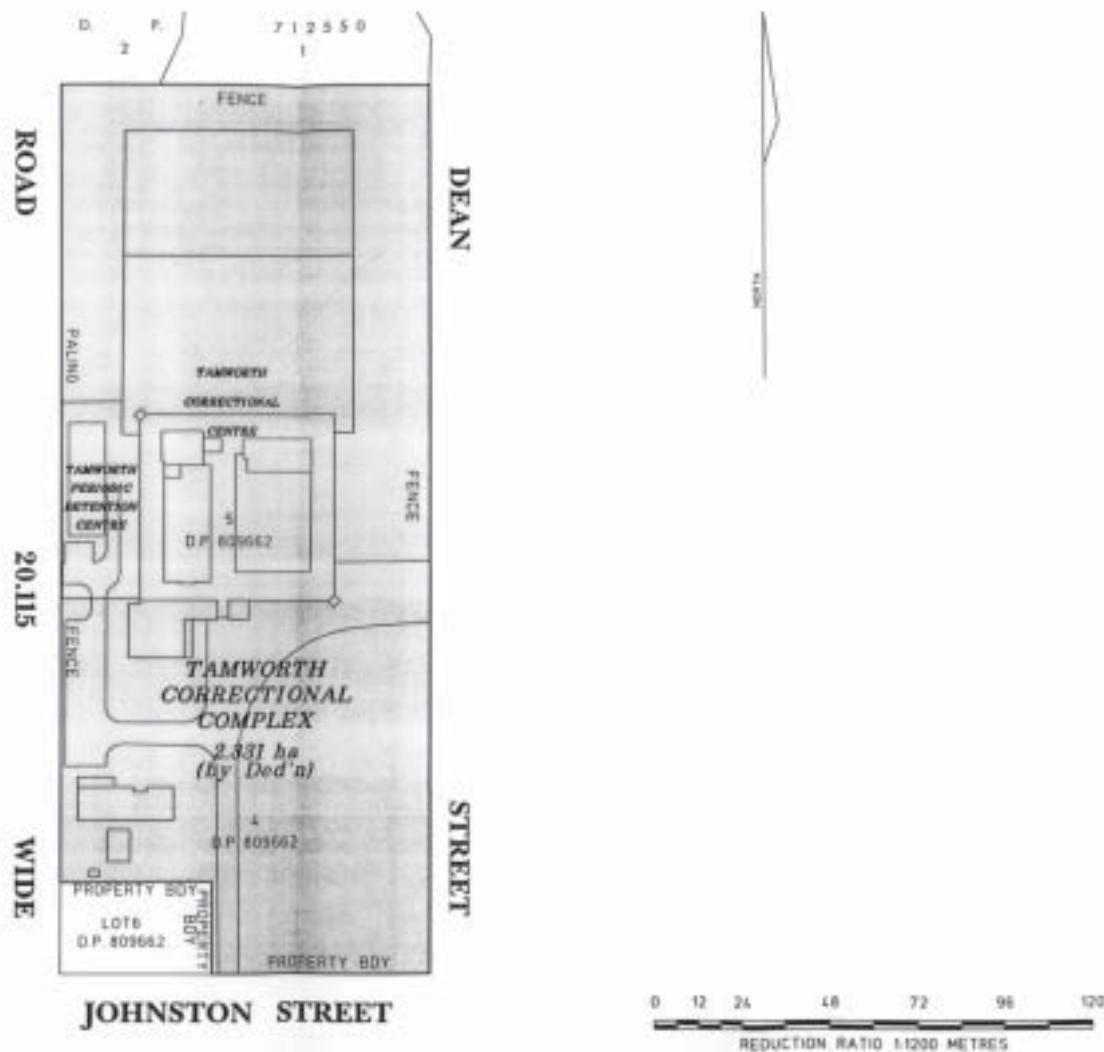 D. P. 712550
2 1
FENCE
ROAD
DEAN
PALING
TAMWORTH
CORRECTIONAL
CENTRE
TAMWORTH
PERIODIC
DETENTION
CENTRE
FENCE
5
D.P. 809662
20.115
FENCE
TAMWORTH
CORRECTIONAL
COMPLEX
2.331 ha
(by Ded'n)
4
D.P. 809662
WIDE
STREET
PROPERTY BDY
PROPERTY
BDY
LOT6
D.P. 809662
PROPERTY BDY
JOHNSTON STREET
NORTH
0 12 24 48 72 96 120
REDUCTION RATIO 1:1200 METRES